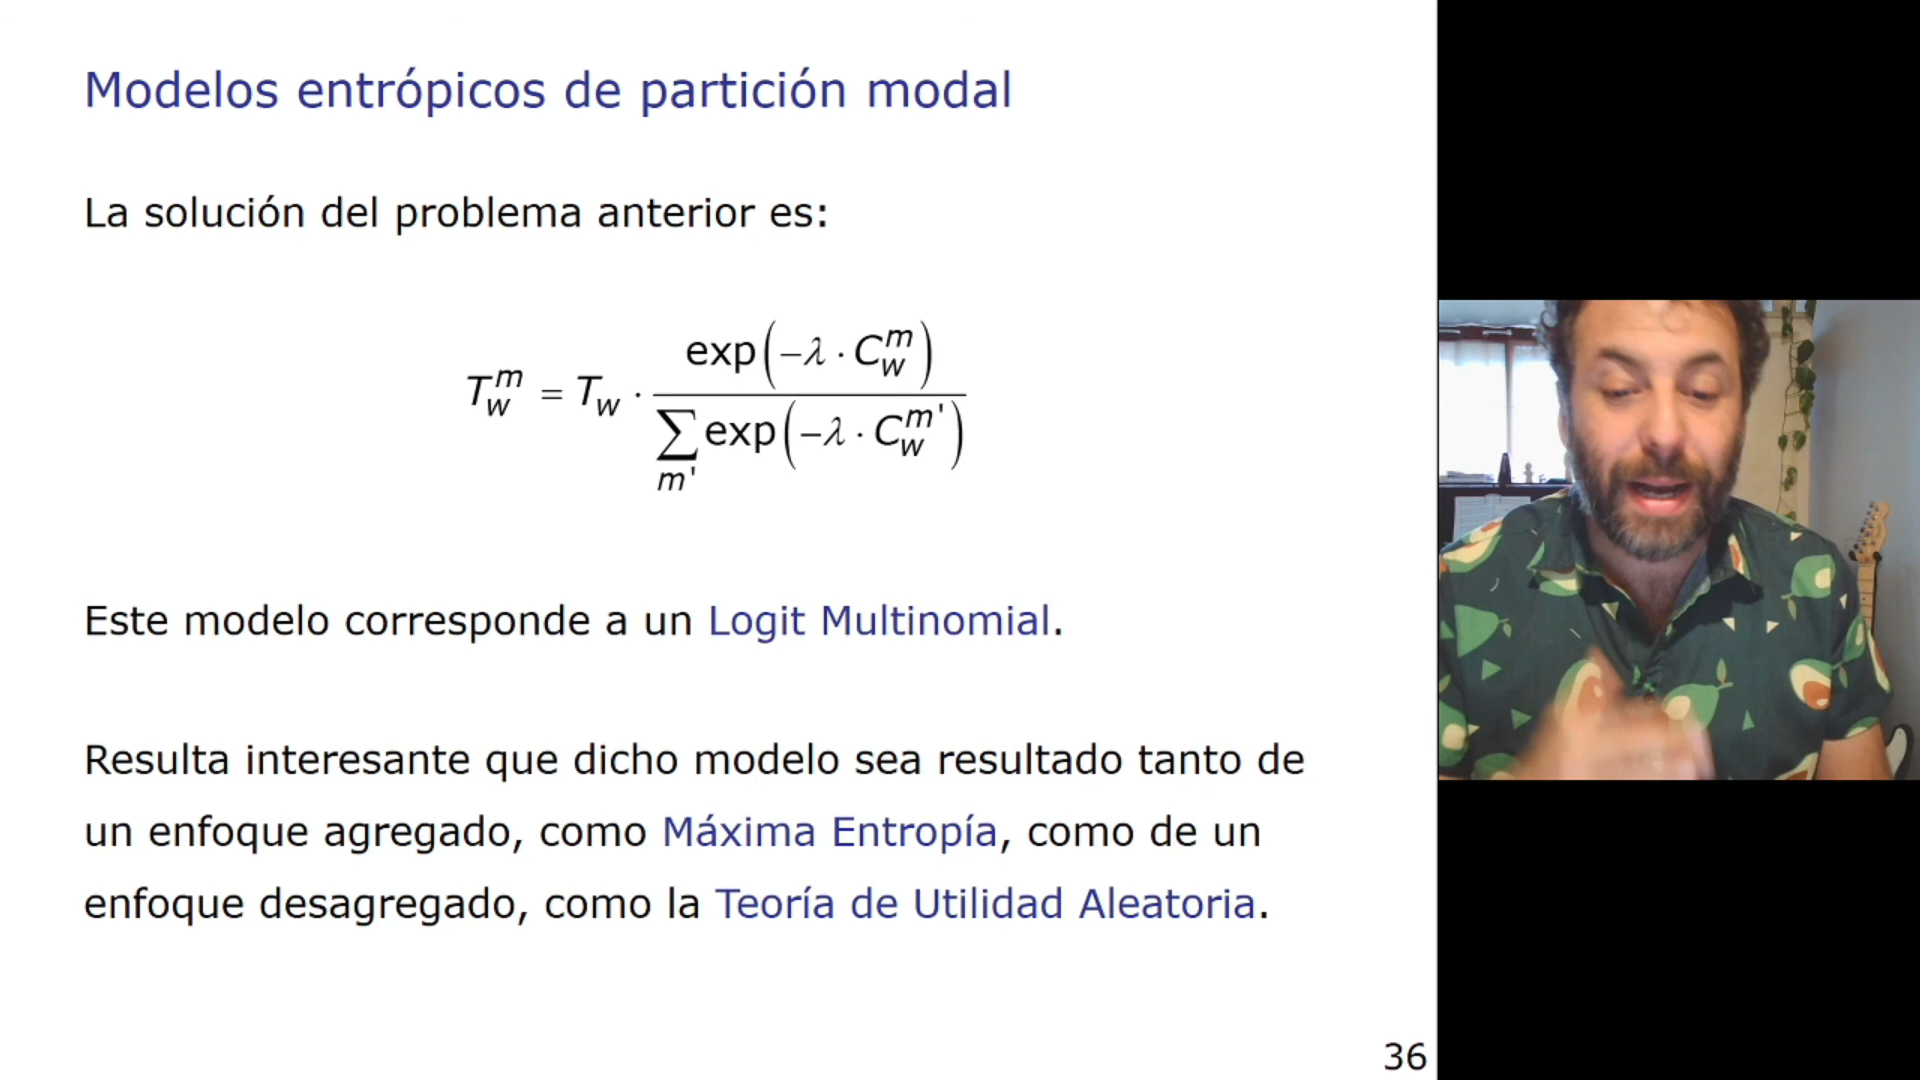 Modelos entrópicos de partición modal
La solución del problema anterior es:
T_w^m = T_w · exp(−λ · C_w^m) / ∑_{m'} exp(−λ · C_w^{m'})
Este modelo corresponde a un Logit Multinomial.
Resulta interesante que dicho modelo sea resultado tanto de
un enfoque agregado, como Máxima Entropía, como de un
enfoque desagregado, como la Teoría de Utilidad Aleatoria.
36